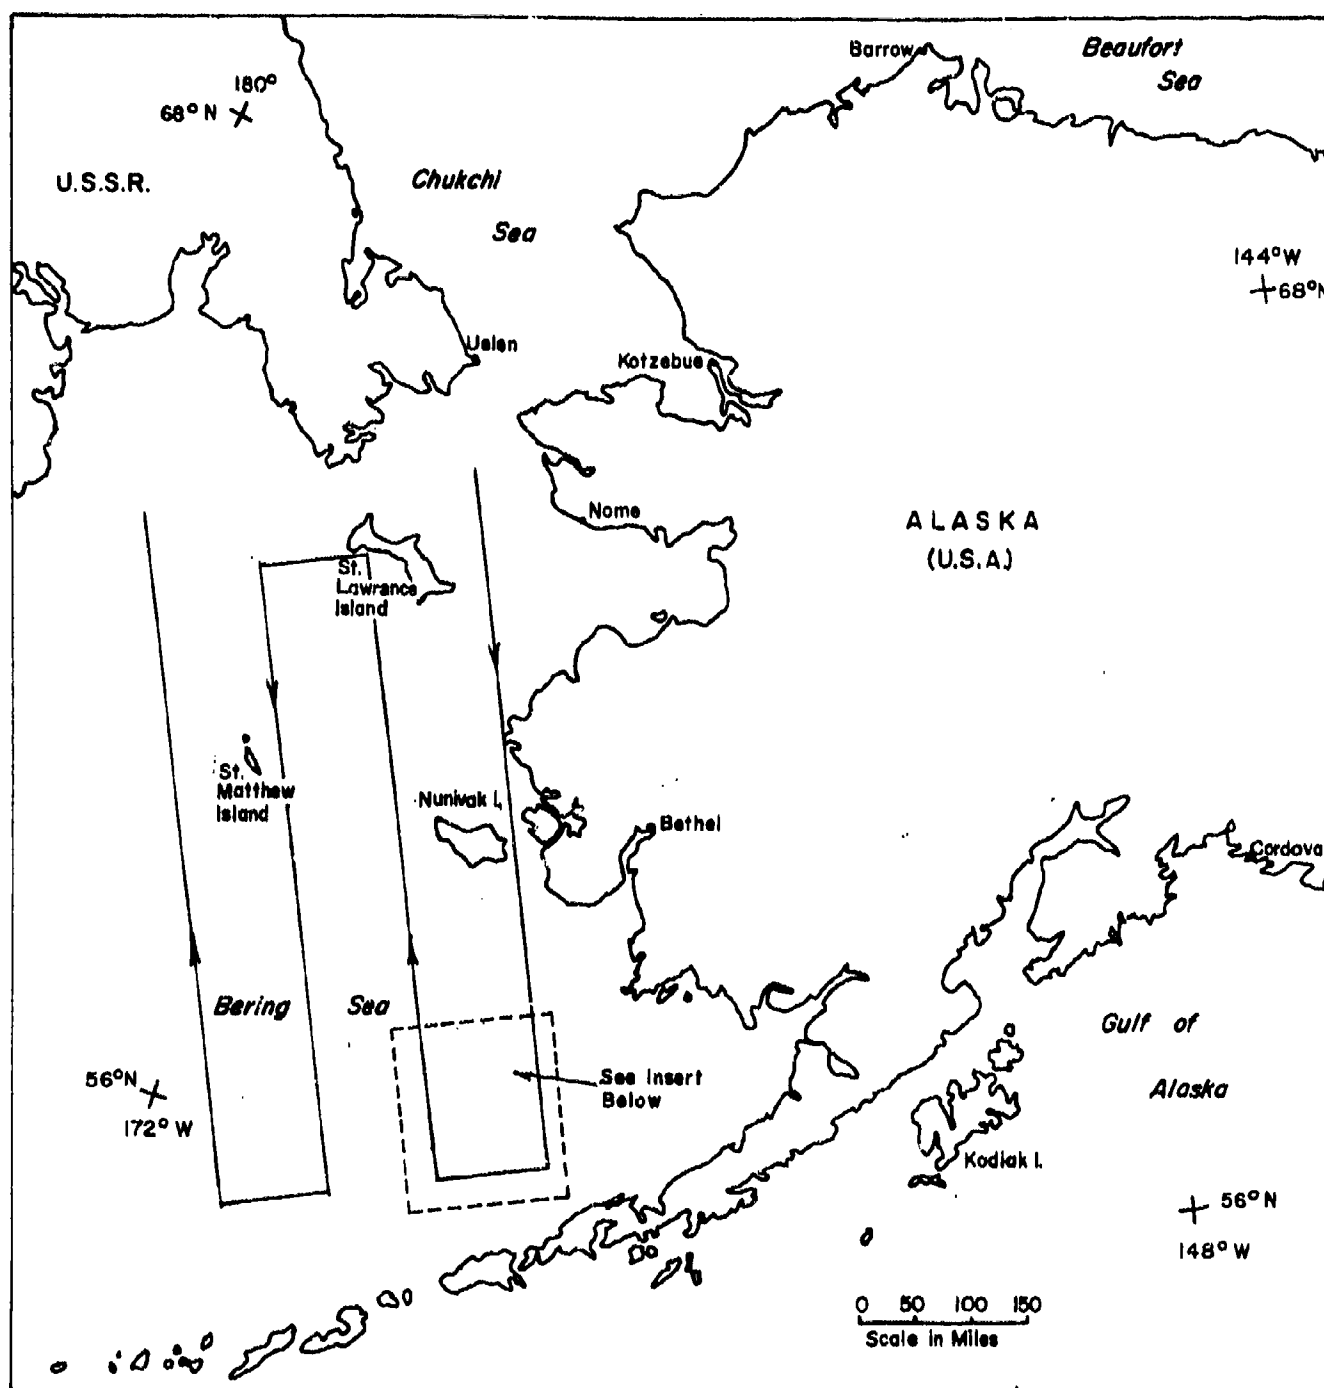 Barrow
Beaufort
Sea
180°
68° N
U.S.S.R.
Chukchi
Sea
144° W
68° N
Uelen
Kotzebue
Nome
ALASKA
(U.S.A.)
St.
Lawrence
Island
St.
Matthew
Island
Nunivak I.
Bethel
Cordova
Bering Sea
Gulf of
Alaska
56° N
172° W
See Insert
Below
Kodiak I.
56° N
148° W
0 50 100 150
Scale in Miles